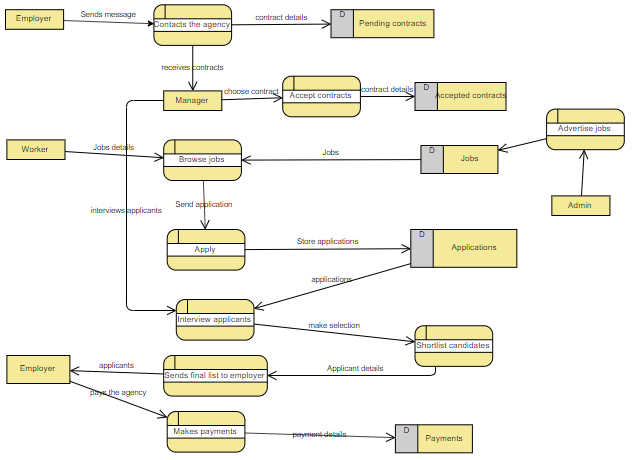 Employer
Sends message
Contacts the agency
contract details
D
Pending contracts
receives contracts
Manager
choose contract
Accept contracts
contract details
D
Accepted contracts
Advertise jobs
Worker
Jobs details
Browse jobs
Jobs
D
Jobs
Admin
Send application
interviews applicants
Apply
Store applications
D
Applications
applications
Interview applicants
make selection
Shortlist candidates
Employer
applicants
Sends final list to employer
Applicant details
pays the agency
Makes payments
payment details
D
Payments